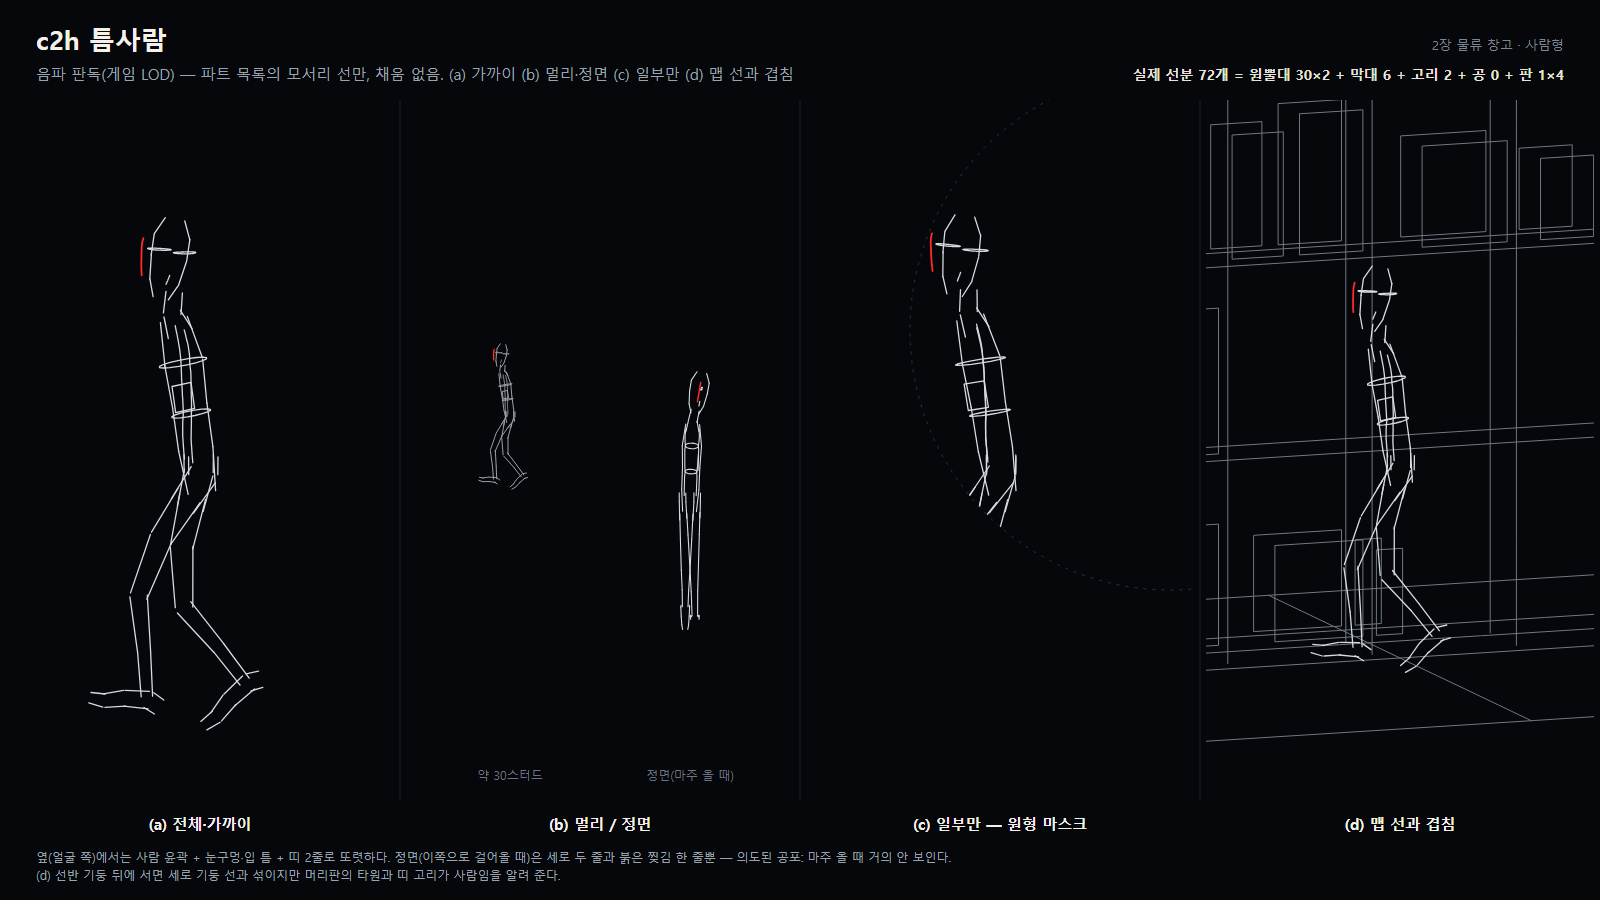 c2h 틈사람
2장 물류 창고 · 사람형
음파 판독(게임 LOD) — 파트 목록의 모서리 선만, 채움 없음. (a) 가까이 (b) 멀리·정면 (c) 일부만 (d) 맵 선과 겹침
실제 선분 72개 = 원뿔대 30×2 + 막대 6 + 고리 2 + 공 0 + 판 1×4
약 30스터드
정면(마주 올 때)
(a) 전체·가까이
(b) 멀리 / 정면
(c) 일부만 — 원형 마스크
(d) 맵 선과 겹침
옆(얼굴 쪽)에서는 사람 윤곽 + 눈구멍·입 틈 + 띠 2줄로 또렷하다. 정면(이쪽으로 걸어올 때)은 세로 두 줄과 붉은 찢김 한 줄뿐 — 의도된 공포: 마주 올 때 거의 안 보인다.
(d) 선반 기둥 뒤에 서면 세로 기둥 선과 섞이지만 머리판의 타원과 띠 고리가 사람임을 알려 준다.